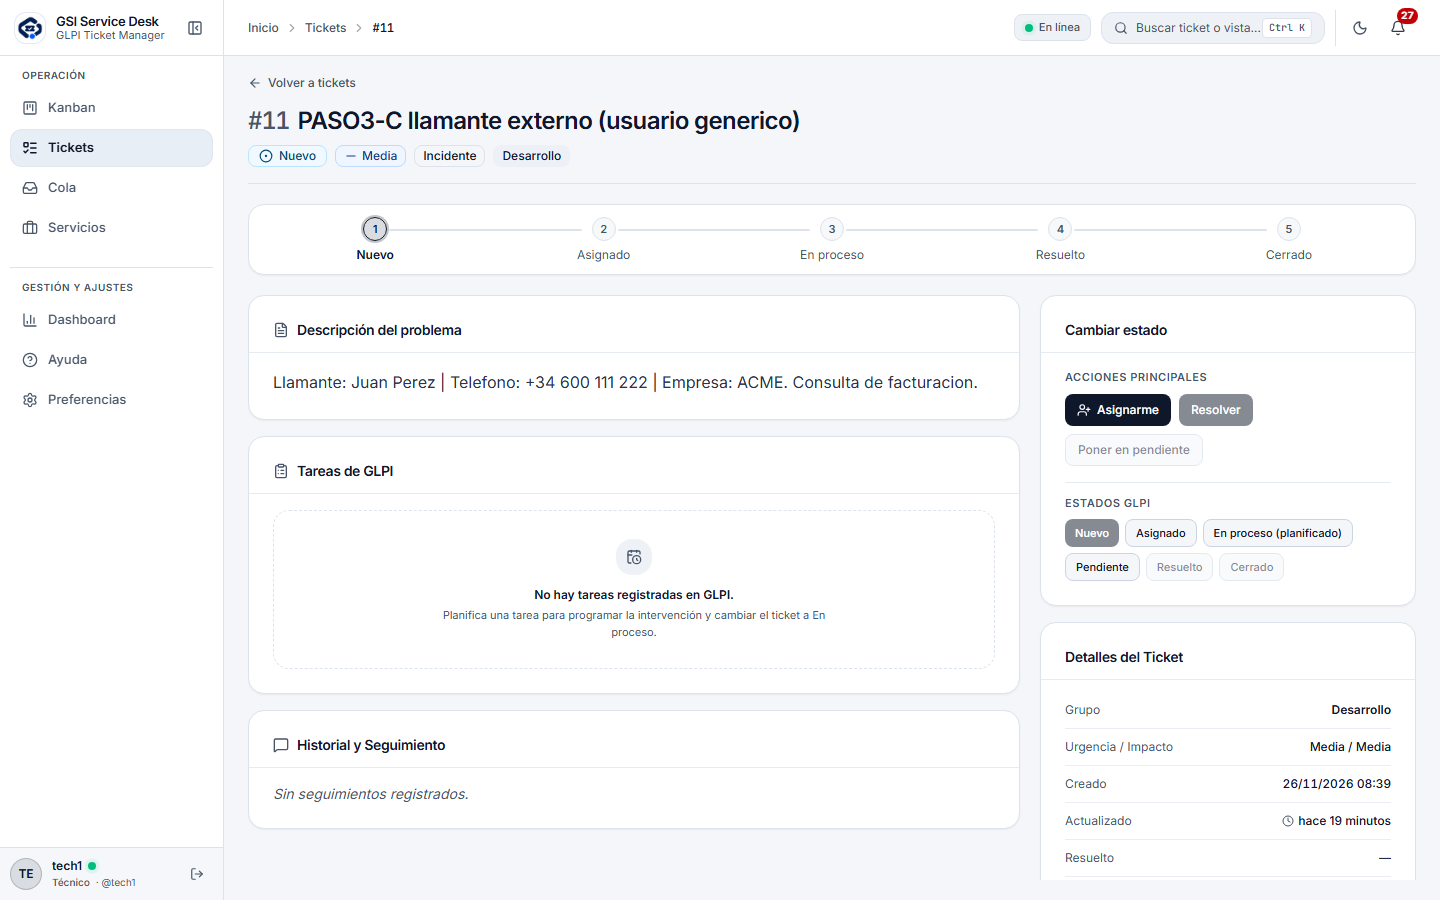 GSI Service Desk
GLPI Ticket Manager
Inicio > Tickets > #11
En línea
Buscar ticket o vista... Ctrl K
27
OPERACIÓN
Kanban
Tickets
Cola
Servicios
GESTIÓN Y AJUSTES
Dashboard
Ayuda
Preferencias
TE
tech1
Técnico · @tech1
Volver a tickets
#11 PASO3-C llamante externo (usuario generico)
Nuevo Media Incidente Desarrollo
1 2 3 4 5
Nuevo Asignado En proceso Resuelto Cerrado
Descripción del problema
Llamante: Juan Perez | Telefono: +34 600 111 222 | Empresa: ACME. Consulta de facturacion.
Tareas de GLPI
No hay tareas registradas en GLPI.
Planifica una tarea para programar la intervención y cambiar el ticket a En
proceso.
Historial y Seguimiento
Sin seguimientos registrados.
Cambiar estado
ACCIONES PRINCIPALES
Asignarme Resolver
Poner en pendiente
ESTADOS GLPI
Nuevo Asignado En proceso (planificado)
Pendiente Resuelto Cerrado
Detalles del Ticket
Grupo Desarrollo
Urgencia / Impacto Media / Media
Creado 26/11/2026 08:39
Actualizado hace 19 minutos
Resuelto —